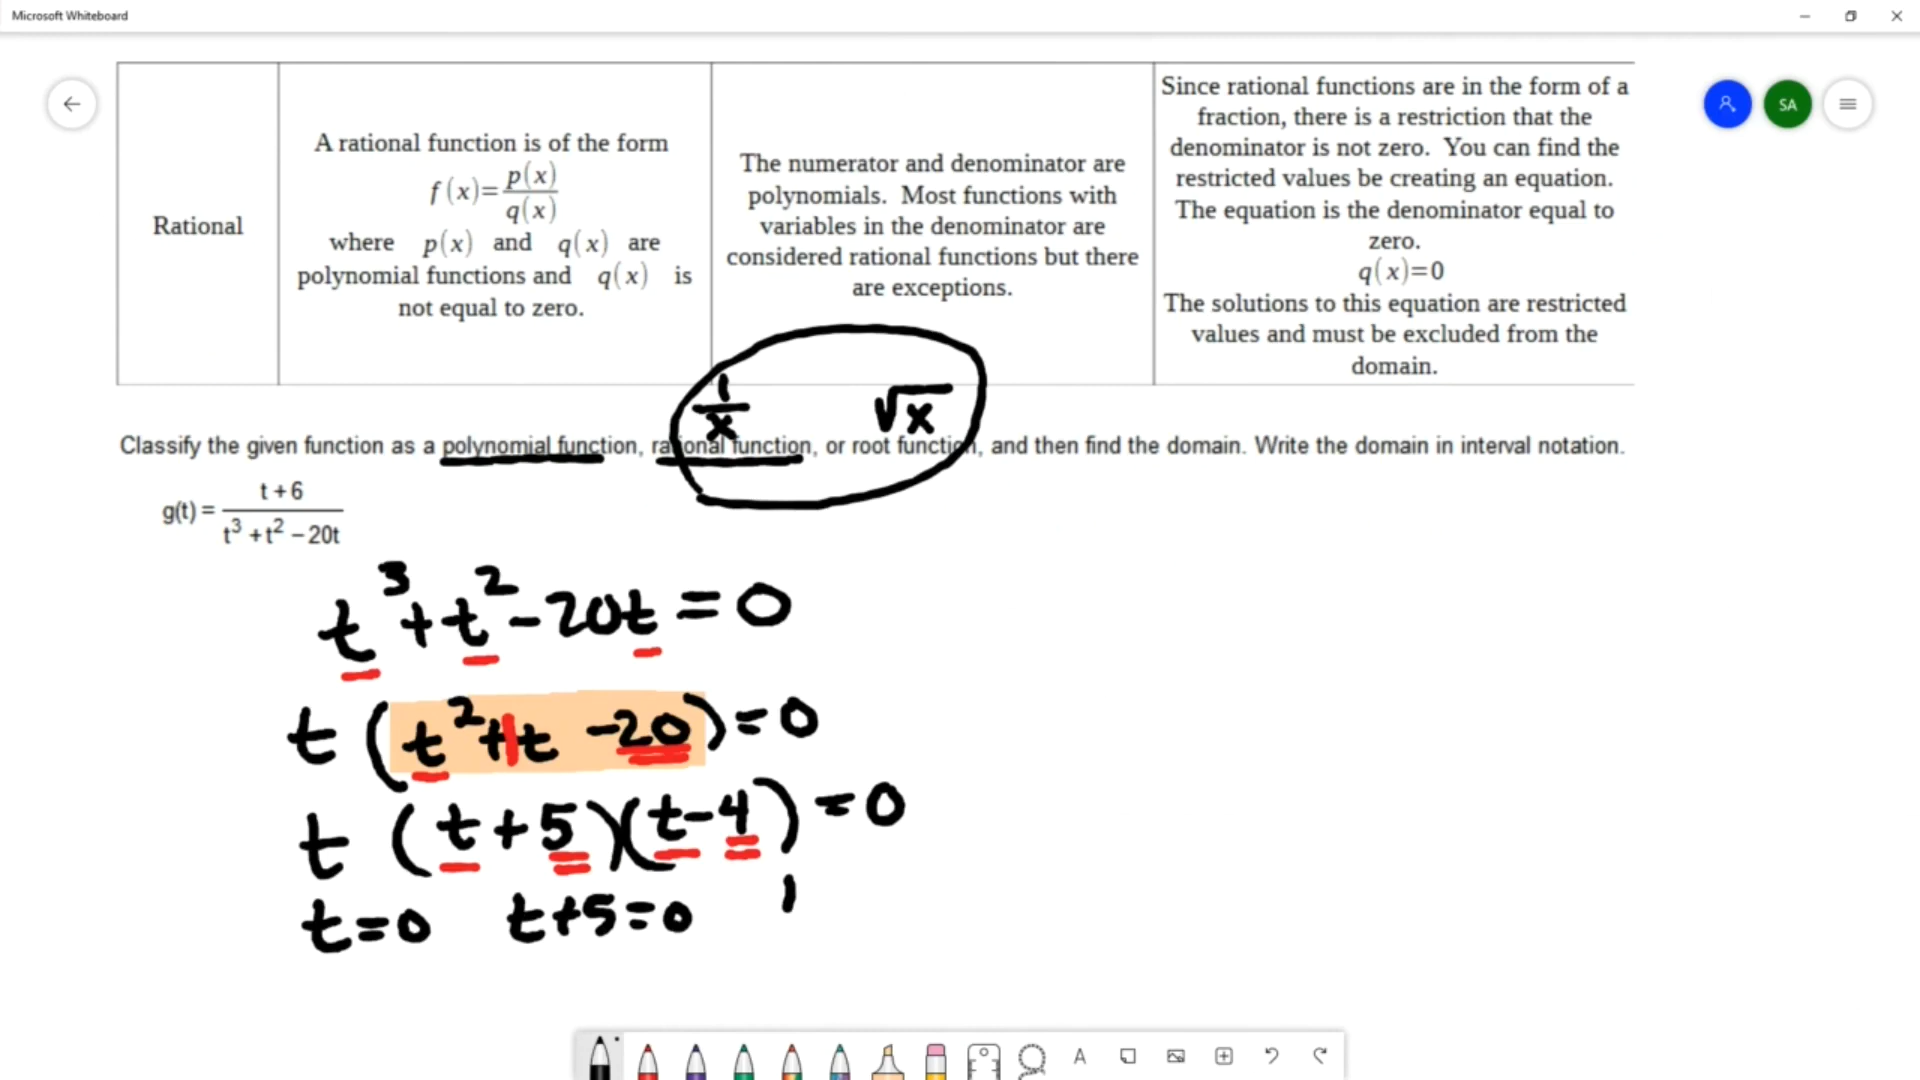 Microsoft Whiteboard
SA
Rational
A rational function is of the form
f(x)=p(x)/q(x)
where p(x) and q(x) are
polynomial functions and q(x) is
not equal to zero.
The numerator and denominator are
polynomials. Most functions with
variables in the denominator are
considered rational functions but there
are exceptions.
Since rational functions are in the form of a
fraction, there is a restriction that the
denominator is not zero. You can find the
restricted values be creating an equation.
The equation is the denominator equal to
zero.
q(x)=0
The solutions to this equation are restricted
values and must be excluded from the
domain.
1/x √x
Classify the given function as a polynomial function, rational function, or root function, and then find the domain. Write the domain in interval notation.
g(t) = (t + 6)/(t³ + t² − 20t)
t³+t²-20t=0
t(t²+1t-20)=0
t(t+5)(t-4)=0
t=0 t+5=0
A